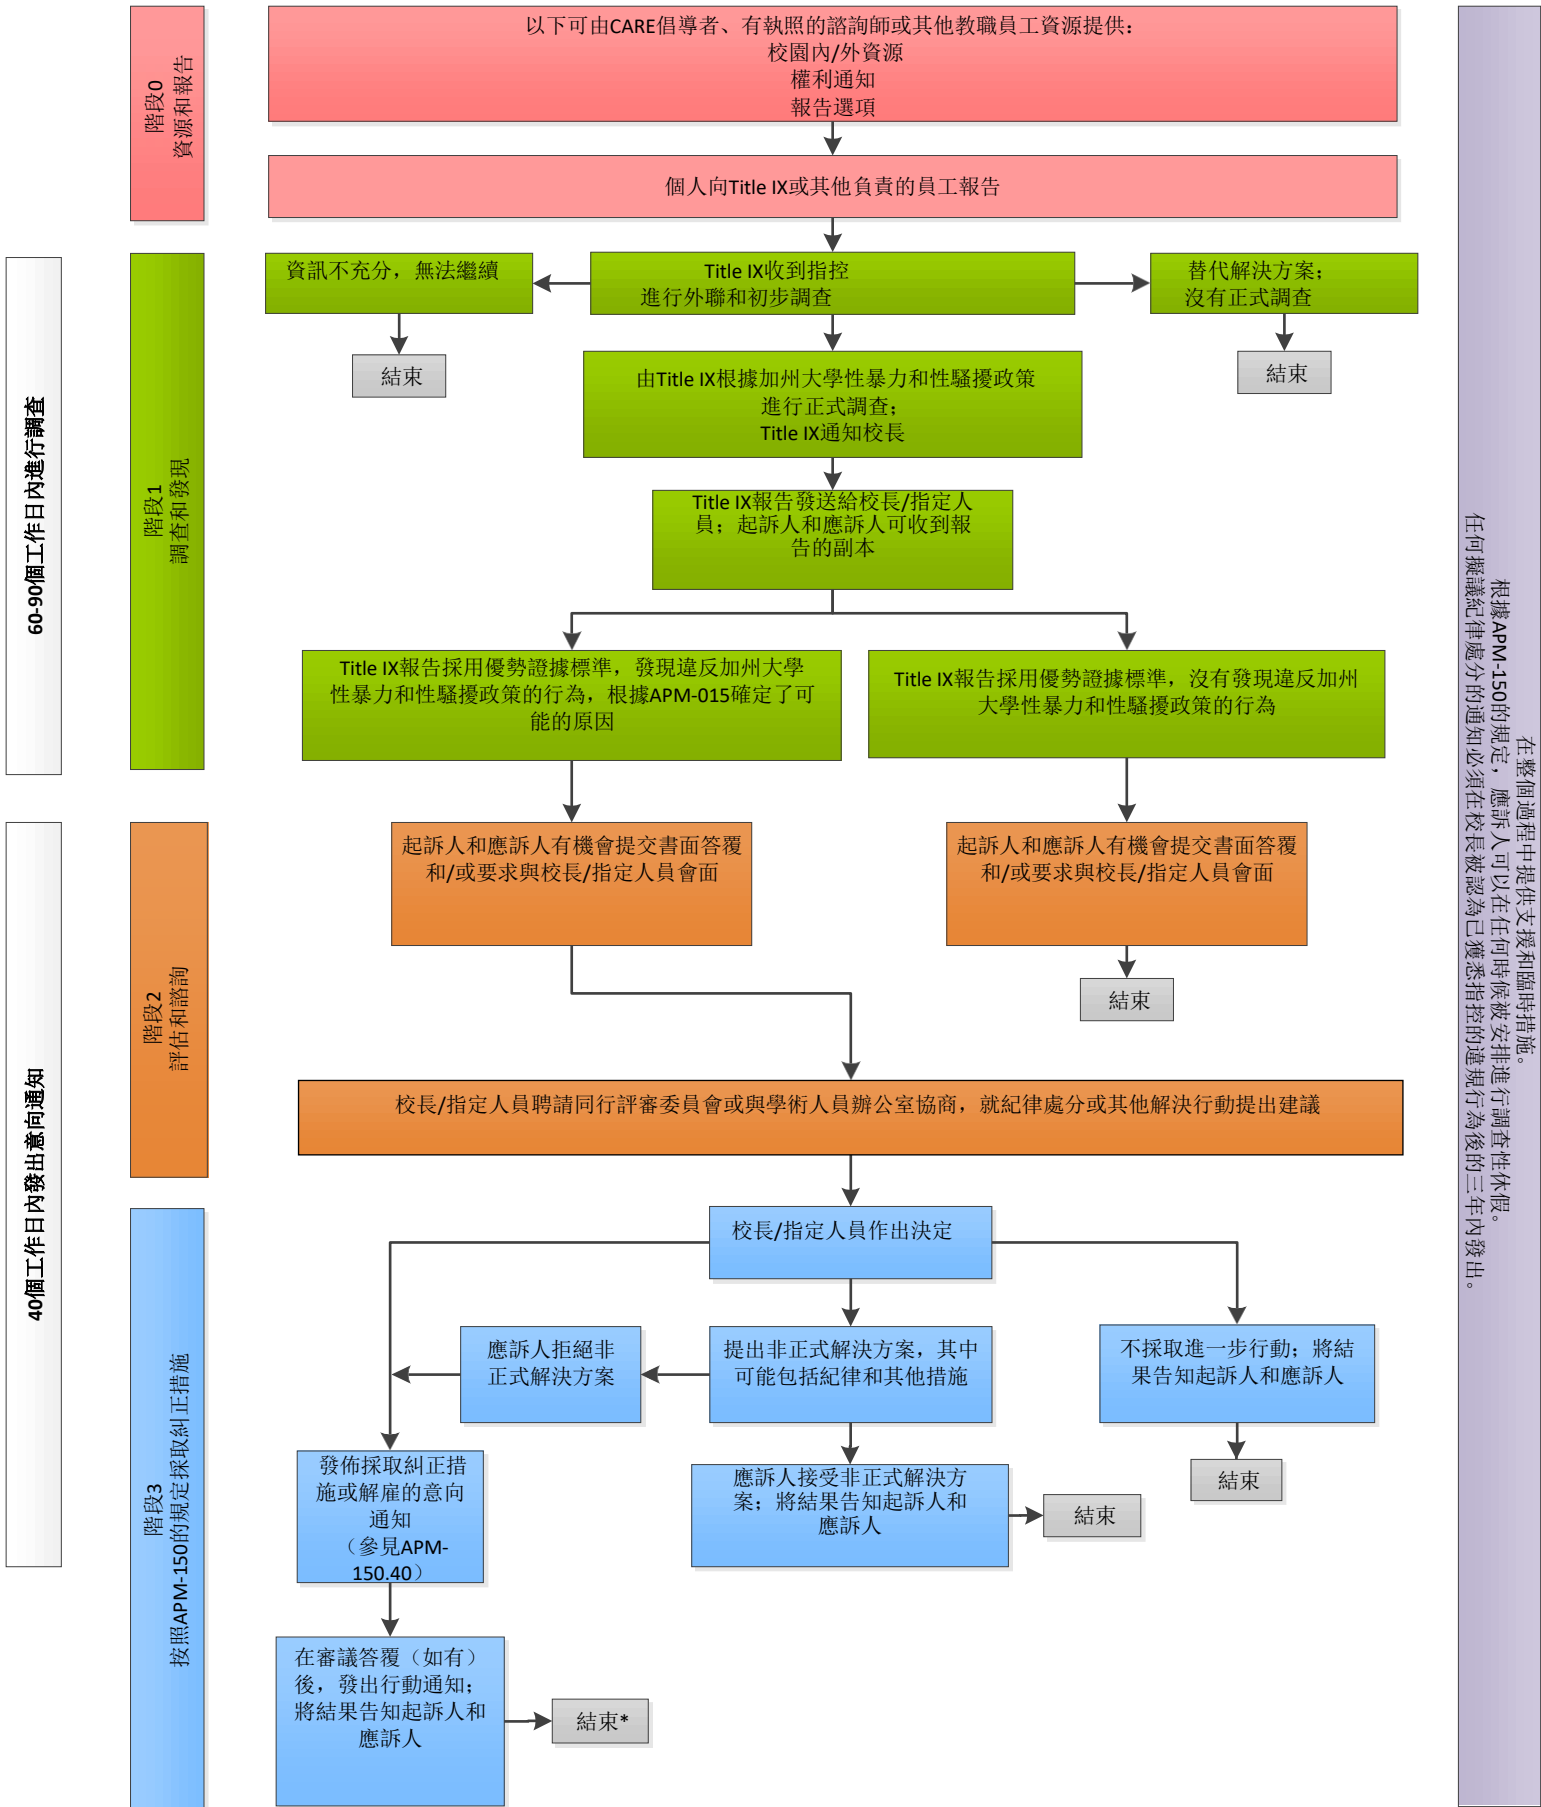 以下可由CARE倡導者、有執照的諮詢師或其他教職員工資源提供：
校園內/外資源
權利通知
報告選項
階段0
資源和報告
個人向Title IX或其他負責的員工報告
60-90個工作日內進行調查
階段1
調查和發現
資訊不充分，無法繼續
Title IX收到指控
進行外聯和初步調查
替代解決方案；
沒有正式調查
結束
結束
由Title IX根據加州大學性暴力和性騷擾政策
進行正式調查；
Title IX通知校長
Title IX報告發送給校長/指定人
員；起訴人和應訴人可收到報
告的副本
Title IX報告採用優勢證據標準，發現違反加州大學
性暴力和性騷擾政策的行為，根據APM-015確定了可
能的原因
Title IX報告採用優勢證據標準，沒有發現違反加州
大學性暴力和性騷擾政策的行為
40個工作日內發出意向通知
階段2
評估和諮詢
起訴人和應訴人有機會提交書面答覆
和/或要求與校長/指定人員會面
起訴人和應訴人有機會提交書面答覆
和/或要求與校長/指定人員會面
結束
校長/指定人員聘請同行評審委員會或與學術人員辦公室協商，就紀律處分或其他解決行動提出建議
階段3
按照APM-150的規定採取糾正措施
校長/指定人員作出決定
應訴人拒絕非
正式解決方案
提出非正式解決方案，其中
可能包括紀律和其他措施
不採取進一步行動；將結
果告知起訴人和應訴人
結束
發佈採取糾正措
施或解雇的意向
通知
（參見APM-
150.40）
應訴人接受非正式解決方
案；將結果告知起訴人和
應訴人
結束
在審議答覆（如有）
後，發出行動通知；
將結果告知起訴人和
應訴人
結束*
在整個過程中提供支援和臨時措施。
根據APM-150的規定，應訴人可以在任何時候被安排進行調查性休假。
任何擬議紀律處分的通知必須在校長被認為已獲悉指控的違規行為後的三年內發出。